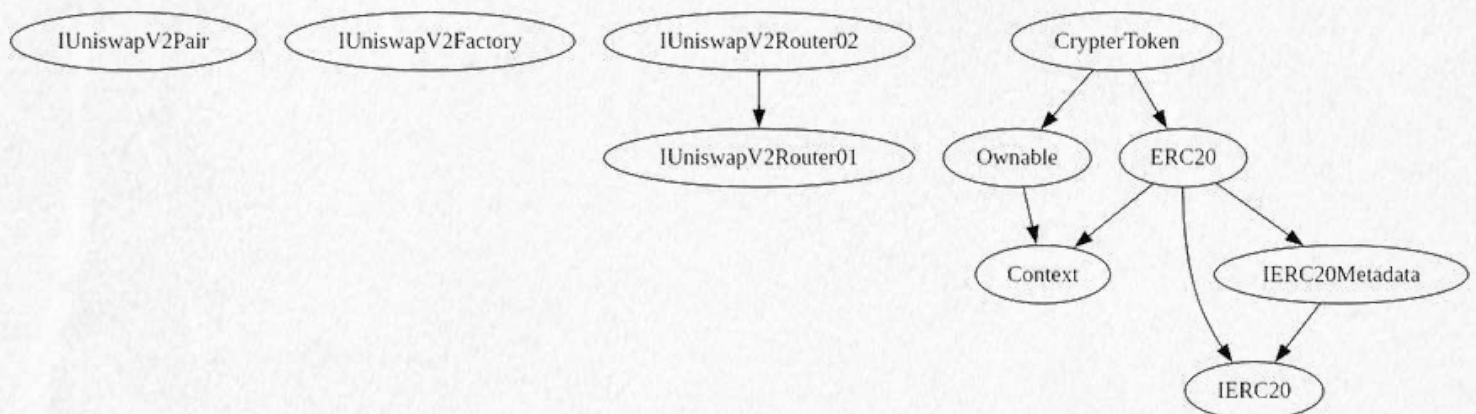 IUniswapV2Pair
IUniswapV2Factory
IUniswapV2Router02
CrypterToken
IUniswapV2Router01
Ownable
ERC20
Context
IERC20Metadata
IERC20